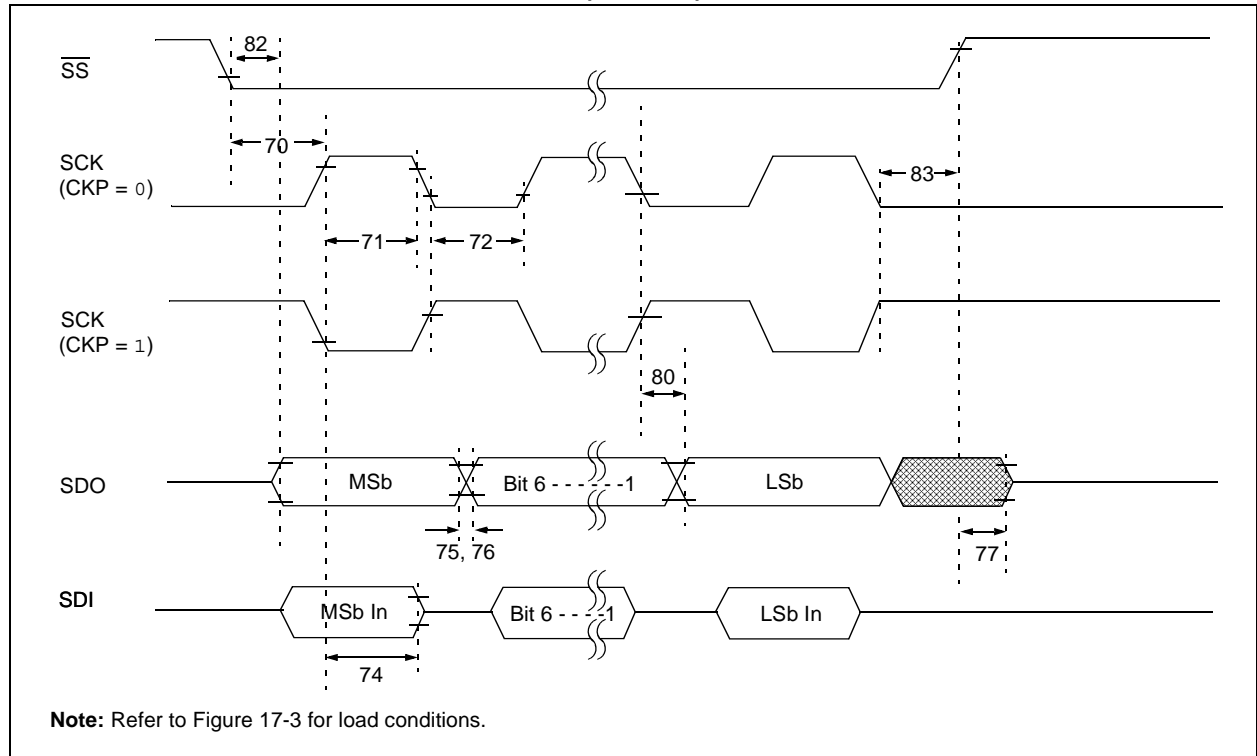 82
SS
70
SCK
(CKP = 0)
83
71
72
SCK
(CKP = 1)
80
SDO
MSb
Bit 6 - - - - - -1
LSb
75, 76
77
SDI
MSb In
Bit 6 - - - -1
LSb In
74
Note: Refer to Figure 17-3 for load conditions.